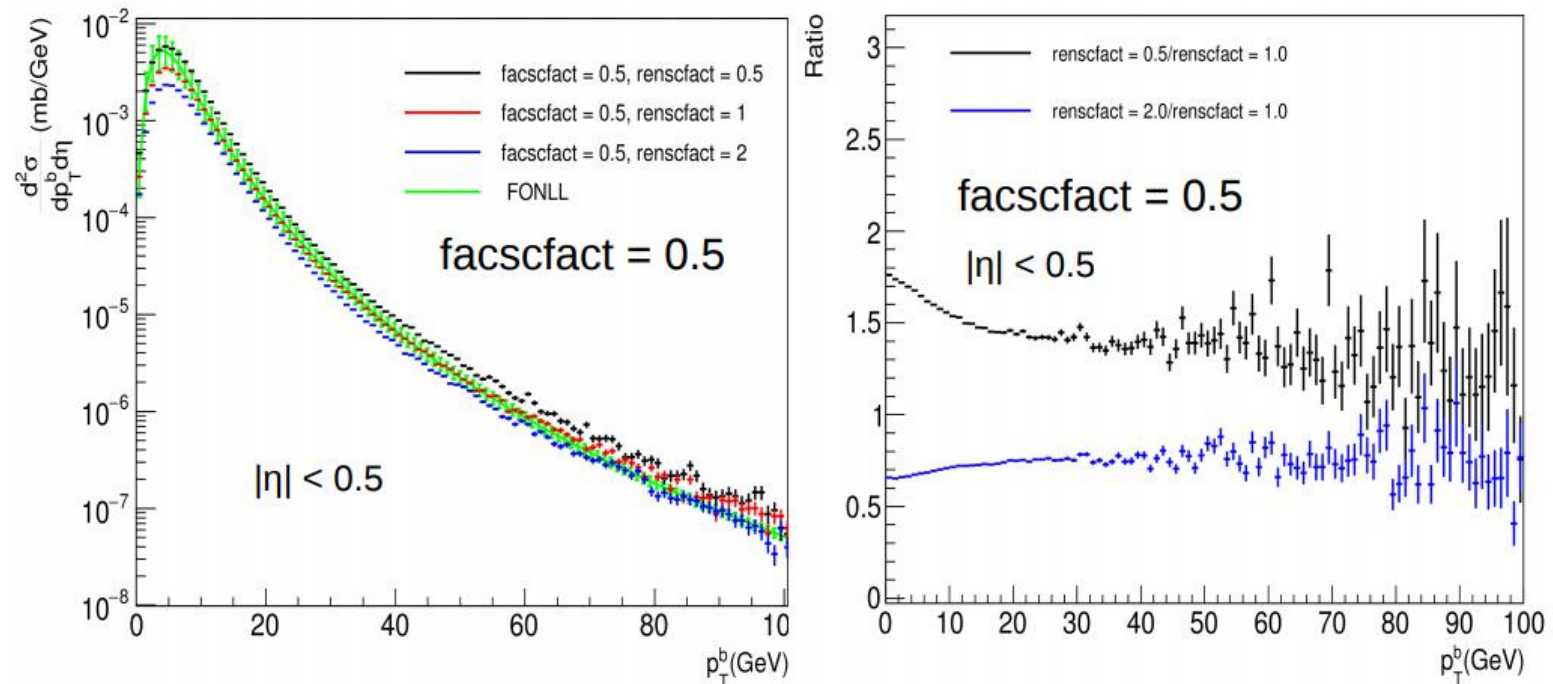 10⁻²
10⁻³
10⁻⁴
10⁻⁵
10⁻⁶
10⁻⁷
10⁻⁸
d²σ
dp_T^b dη
(mb/GeV)
facscfact = 0.5, renscfact = 0.5
facscfact = 0.5, renscfact = 1
facscfact = 0.5, renscfact = 2
FONLL
facscfact = 0.5
|η| < 0.5
0 20 40 60 80 10
p_T^b(GeV)
Ratio
3
2.5
2
1.5
1
0.5
0
renscfact = 0.5/renscfact = 1.0
renscfact = 2.0/renscfact = 1.0
facscfact = 0.5
|η| < 0.5
0 10 20 30 40 50 60 70 80 90 100
p_T^b(GeV)